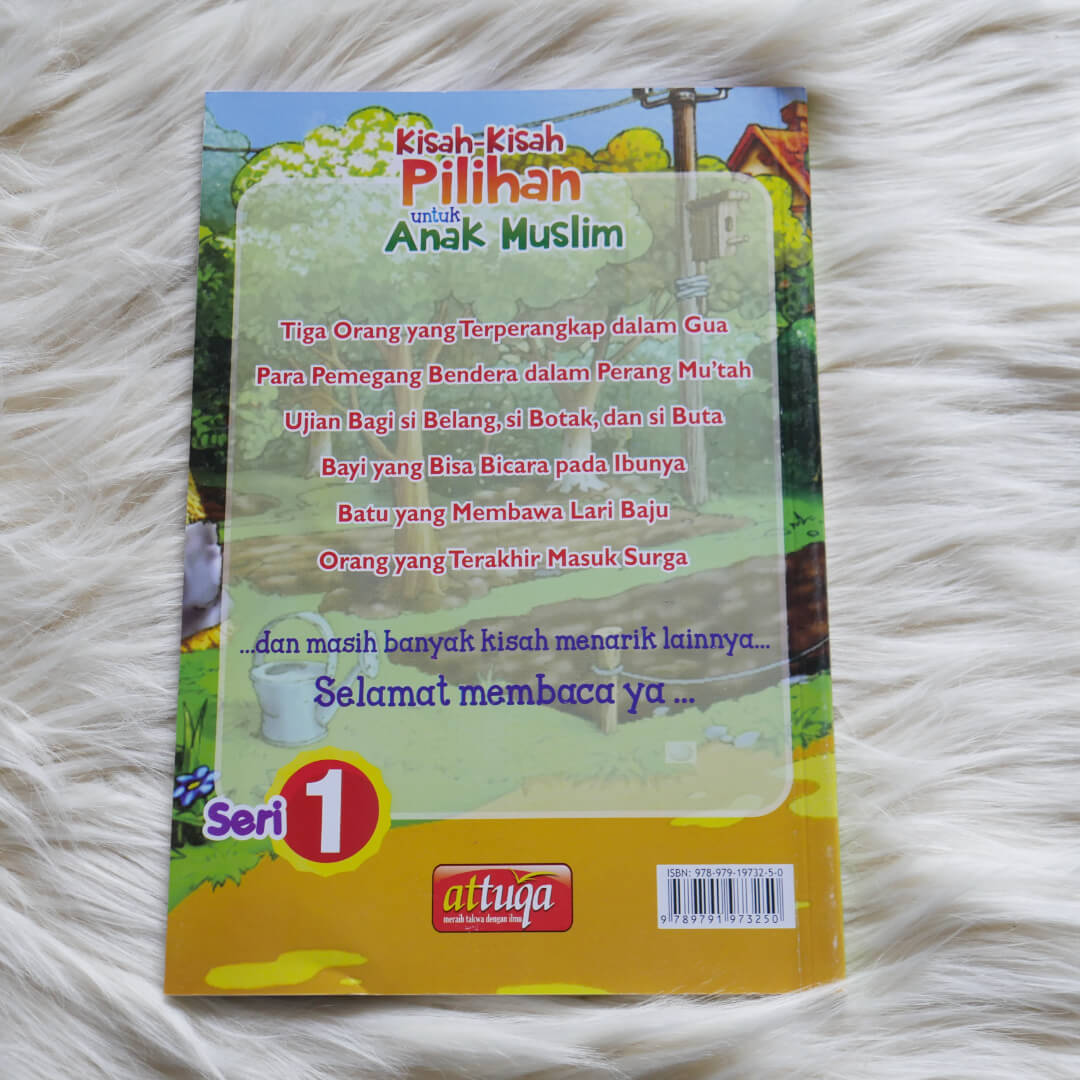 Kisah-Kisah
Pilihan
untuk
Anak Muslim
Tiga Orang yang Terperangkap dalam Gua
Para Pemegang Bendera dalam Perang Mu'tah
Ujian Bagi si Belang, si Botak, dan si Buta
Bayi yang Bisa Bicara pada Ibunya
Batu yang Membawa Lari Baju
Orang yang Terakhir Masuk Surga
...dan masih banyak kisah menarik lainnya...
Selamat membaca ya ...
Seri 1
attuqa
meraih takwa dengan ilmu
ISBN: 978-979-19732-5-0
9 789791 973250